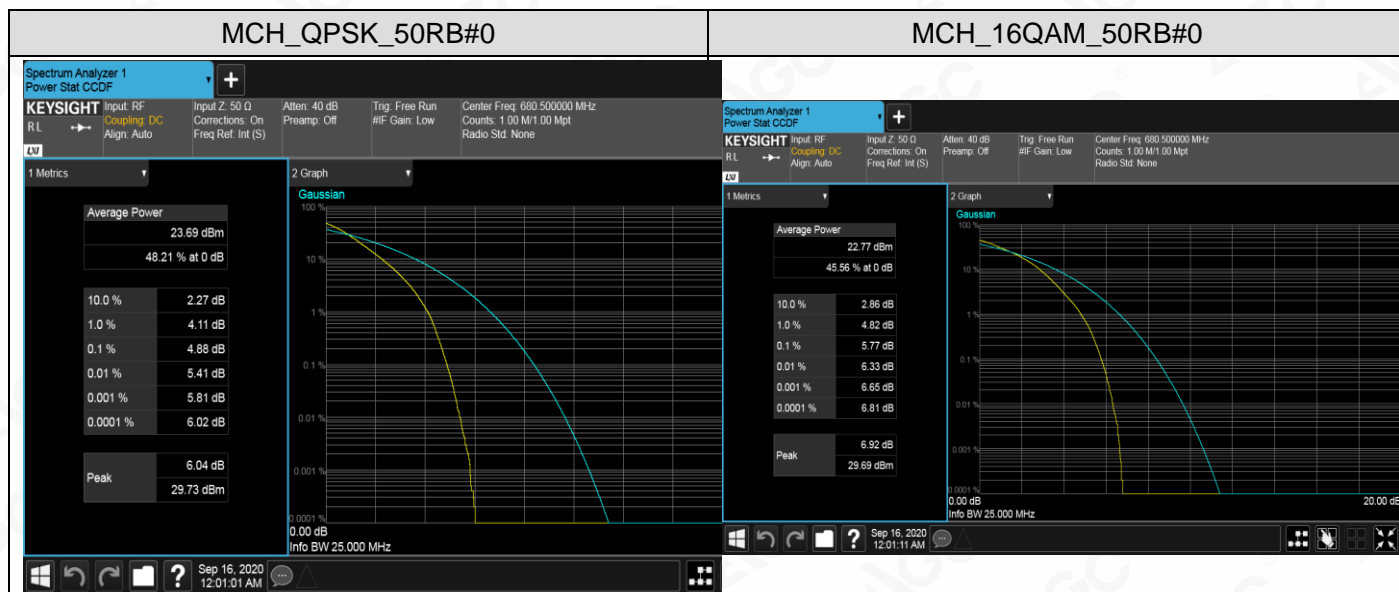 MCH_QPSK_50RB#0
MCH_16QAM_50RB#0
Spectrum Analyzer 1
Power Stat CCDF
KEYSIGHT
RL
LXI
Input: RF
Coupling: DC
Align: Auto
Input Z: 50 Ω
Corrections: On
Freq Ref: Int (S)
Atten: 40 dB
Preamp: Off
Trig: Free Run
#IF Gain: Low
Center Freq: 680.500000 MHz
Counts: 1.00 M/1.00 Mpt
Radio Std: None
1 Metrics
Average Power
23.69 dBm
48.21 % at 0 dB
10.0 % 2.27 dB
1.0 % 4.11 dB
0.1 % 4.88 dB
0.01 % 5.41 dB
0.001 % 5.81 dB
0.0001 % 6.02 dB
Peak
6.04 dB
29.73 dBm
2 Graph
Gaussian
100 %
10 %
1 %
0.1 %
0.01 %
0.001 %
0.0001 %
0.00 dB
Info BW 25.000 MHz
?
Sep 16, 2020
12:01:01 AM
Spectrum Analyzer 1
Power Stat CCDF
KEYSIGHT
RL
LXI
Input: RF
Coupling: DC
Align: Auto
Input Z: 50 Ω
Corrections: On
Freq Ref: Int (S)
Atten: 40 dB
Preamp: Off
Trig: Free Run
#IF Gain: Low
Center Freq: 680.500000 MHz
Counts: 1.00 M/1.00 Mpt
Radio Std: None
1 Metrics
Average Power
22.77 dBm
45.56 % at 0 dB
10.0 % 2.86 dB
1.0 % 4.82 dB
0.1 % 5.77 dB
0.01 % 6.33 dB
0.001 % 6.65 dB
0.0001 % 6.81 dB
Peak
6.92 dB
29.69 dBm
2 Graph
Gaussian
100 %
10 %
1 %
0.1 %
0.01 %
0.001 %
0.0001 %
0.00 dB
20.00 dB
Info BW 25.000 MHz
?
Sep 16, 2020
12:01:11 AM